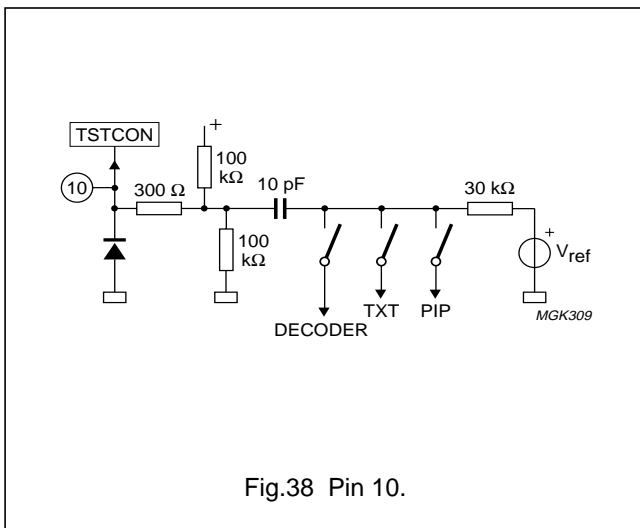 TSTCON
+
10
300 Ω
100
kΩ
10 pF
30 kΩ
100
kΩ
+
Vref
DECODER
TXT
PIP
MGK309
Fig.38 Pin 10.